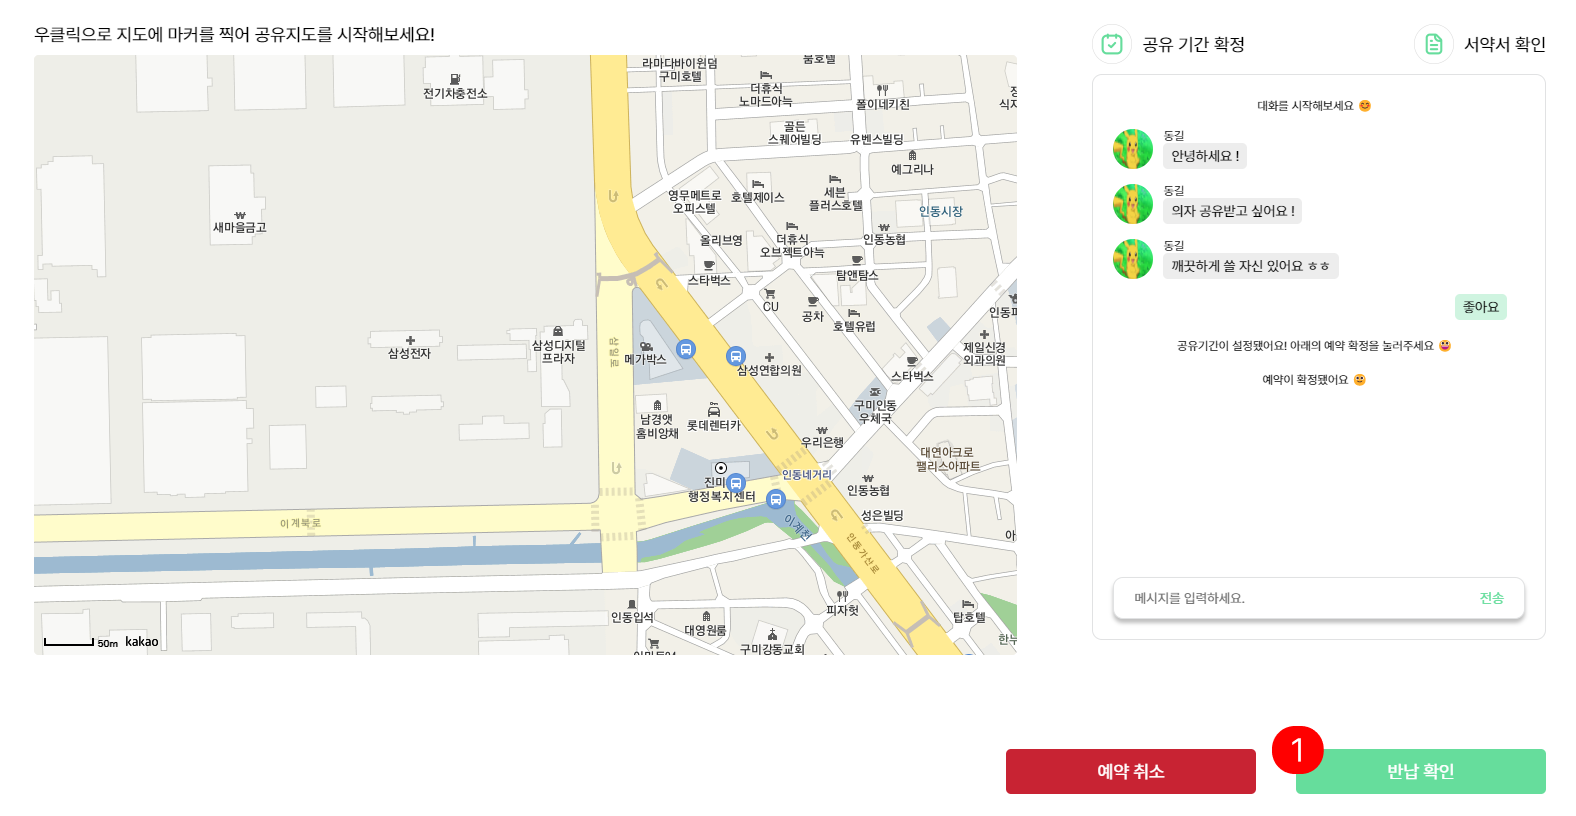 우클릭으로 지도에 마커를 찍어 공유지도를 시작해보세요!
공유 기간 확정
서약서 확인
라마다바이윈덤
구미호텔
전기차충전소
더휴식
노마드아늑
폴이네키친
골든
스퀘어빌딩
유벤스빌딩
예그리나
영무메트로
오피스텔
호텔제이스
세븐
플러스호텔
인동시장
새마을금고
올리브영
더휴식
오브젝트아늑
인동농협
스타벅스
탐앤탐스
CU
공차
호텔유럽
제일신경
외과의원
삼성전자
삼성디지털
프라자
삼일로
메가박스
삼성연합의원
스타벅스
구미인동
우체국
남경앳
홈비앙채
롯데렌터카
우리은행
대연아크로
팰리스아파트
인동네거리
행정복지센터
인동농협
성은빌딩
이계북로
이계천
인동가산로
인동입석
대영원룸
피자헛
탑호텔
구미강동교회
50m kakao
대화를 시작해보세요 😊
동길
안녕하세요 !
동길
의자 공유받고 싶어요 !
동길
깨끗하게 쓸 자신 있어요 ㅎㅎ
좋아요
공유기간이 설정됐어요! 아래의 예약 확정을 눌러주세요 😀
예약이 확정됐어요 🙂
메시지를 입력하세요.
전송
예약 취소
1
반납 확인